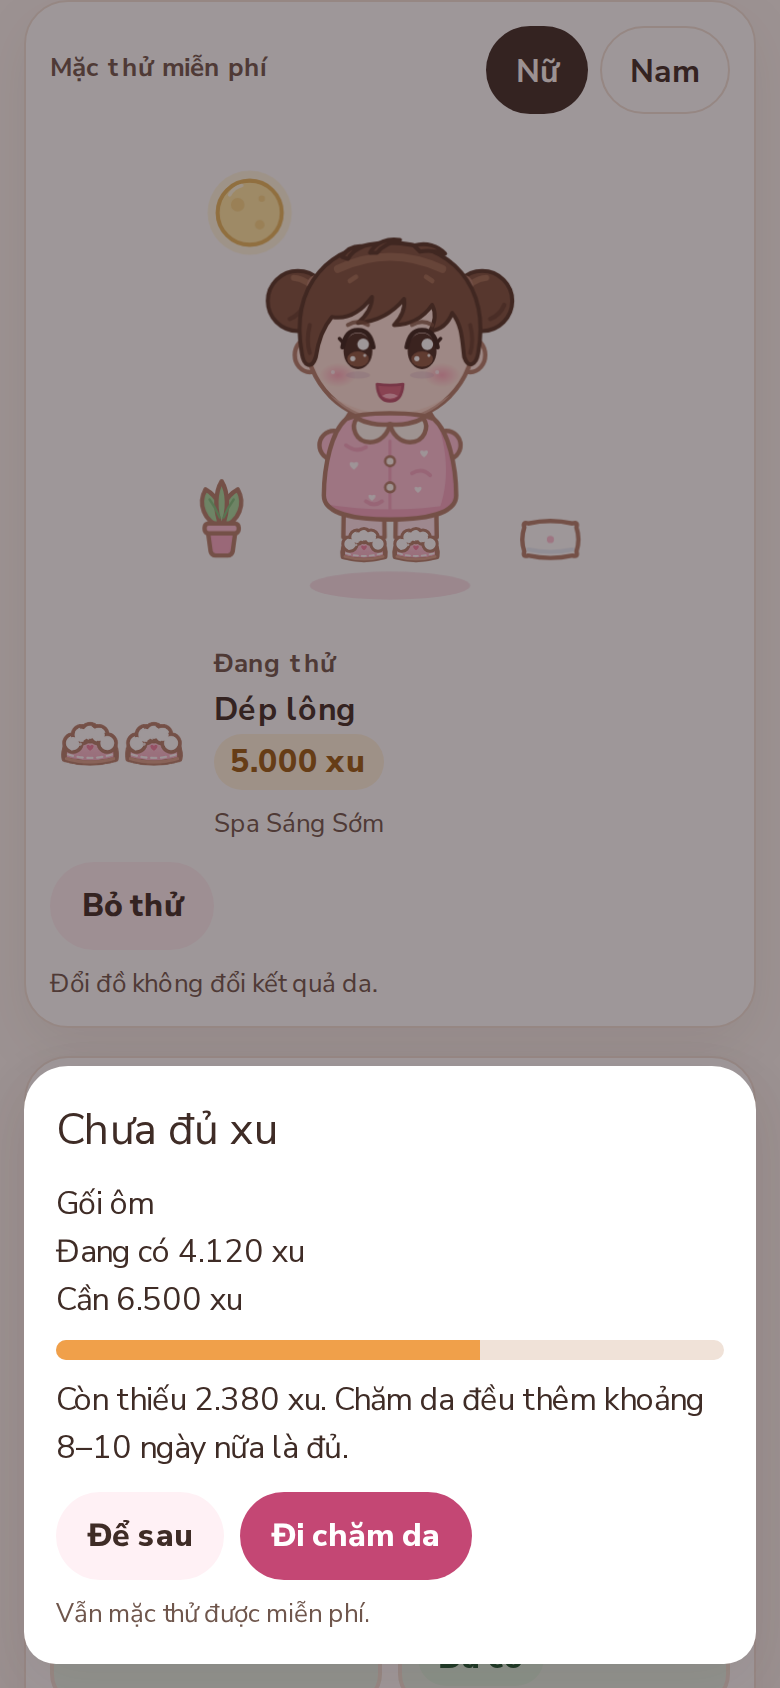 Mặc thử miễn phí
Nữ
Nam
Đang thử
Dép lông
5.000 xu
Spa Sáng Sớm
Bỏ thử
Đổi đồ không đổi kết quả da.
Chưa đủ xu
Gối ôm
Đang có 4.120 xu
Cần 6.500 xu
Còn thiếu 2.380 xu. Chăm da đều thêm khoảng
8–10 ngày nữa là đủ.
Để sau
Đi chăm da
Vẫn mặc thử được miễn phí.